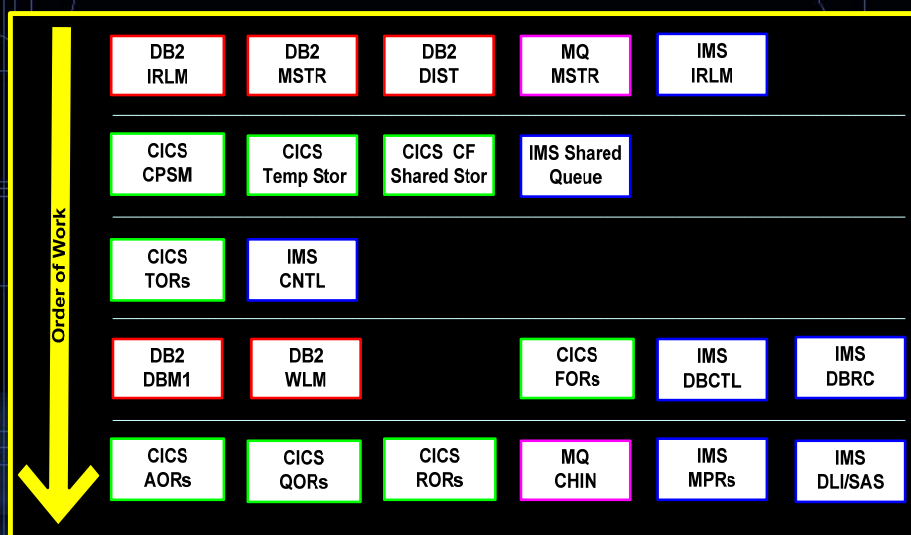 Order of Work
DB2
IRLM
DB2
MSTR
DB2
DIST
MQ
MSTR
IMS
IRLM
CICS
CPSM
CICS
Temp Stor
CICS CF
Shared Stor
IMS Shared
Queue
CICS
TORs
IMS
CNTL
DB2
DBM1
DB2
WLM
CICS
FORs
IMS
DBCTL
IMS
DBRC
CICS
AORs
CICS
QORs
CICS
RORs
MQ
CHIN
IMS
MPRs
IMS
DLI/SAS